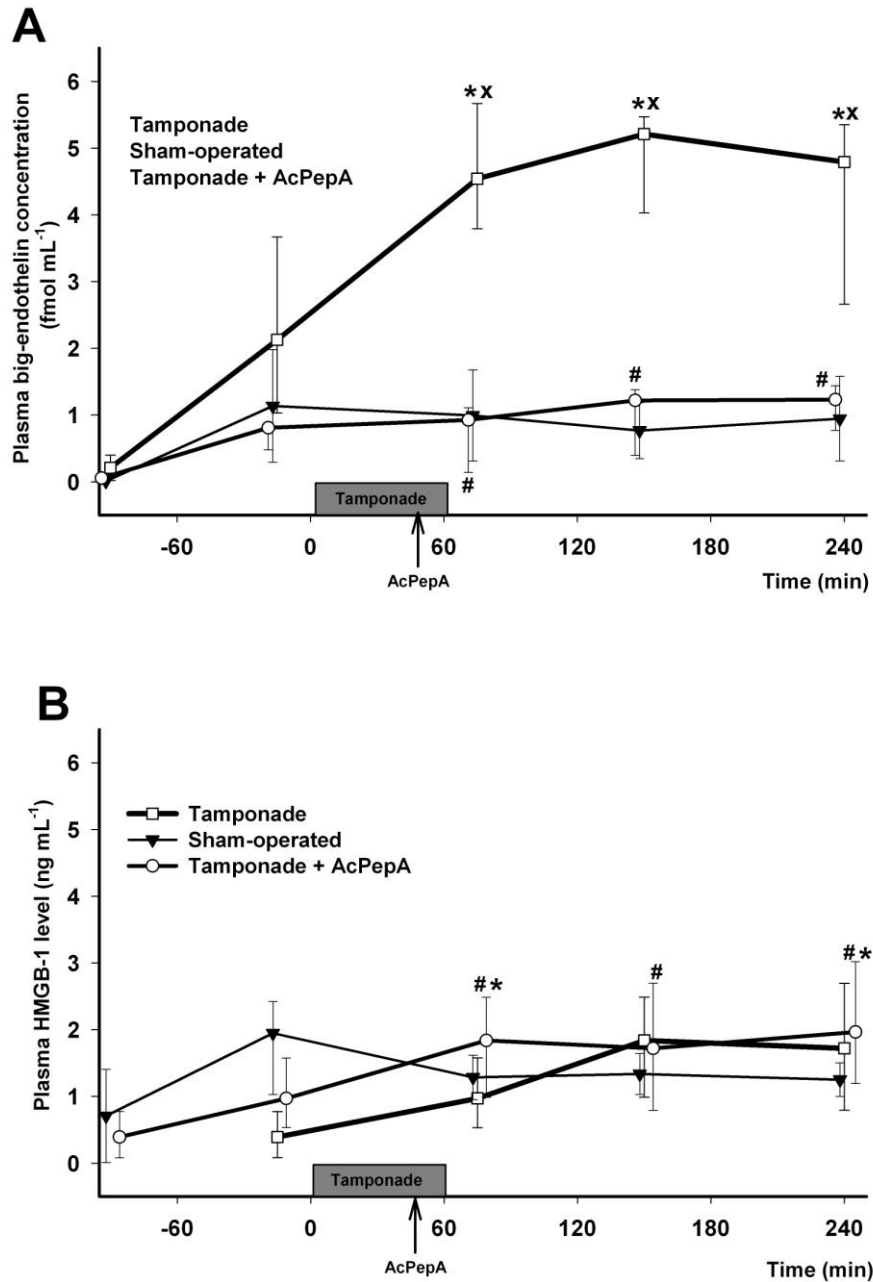 A
Plasma big-endothelin concentration
(fmol mL-1)
6
5
4
3
2
1
0
Tamponade
Sham-operated
Tamponade + AcPepA
*x
*x
*x
#
#
#
Tamponade
AcPepA
-60
0
60
120
180
240
Time (min)
B
Plasma HMGB-1 level (ng mL-1)
6
5
4
3
2
1
0
Tamponade
Sham-operated
Tamponade + AcPepA
#*
#
#*
Tamponade
AcPepA
-60
0
60
120
180
240
Time (min)